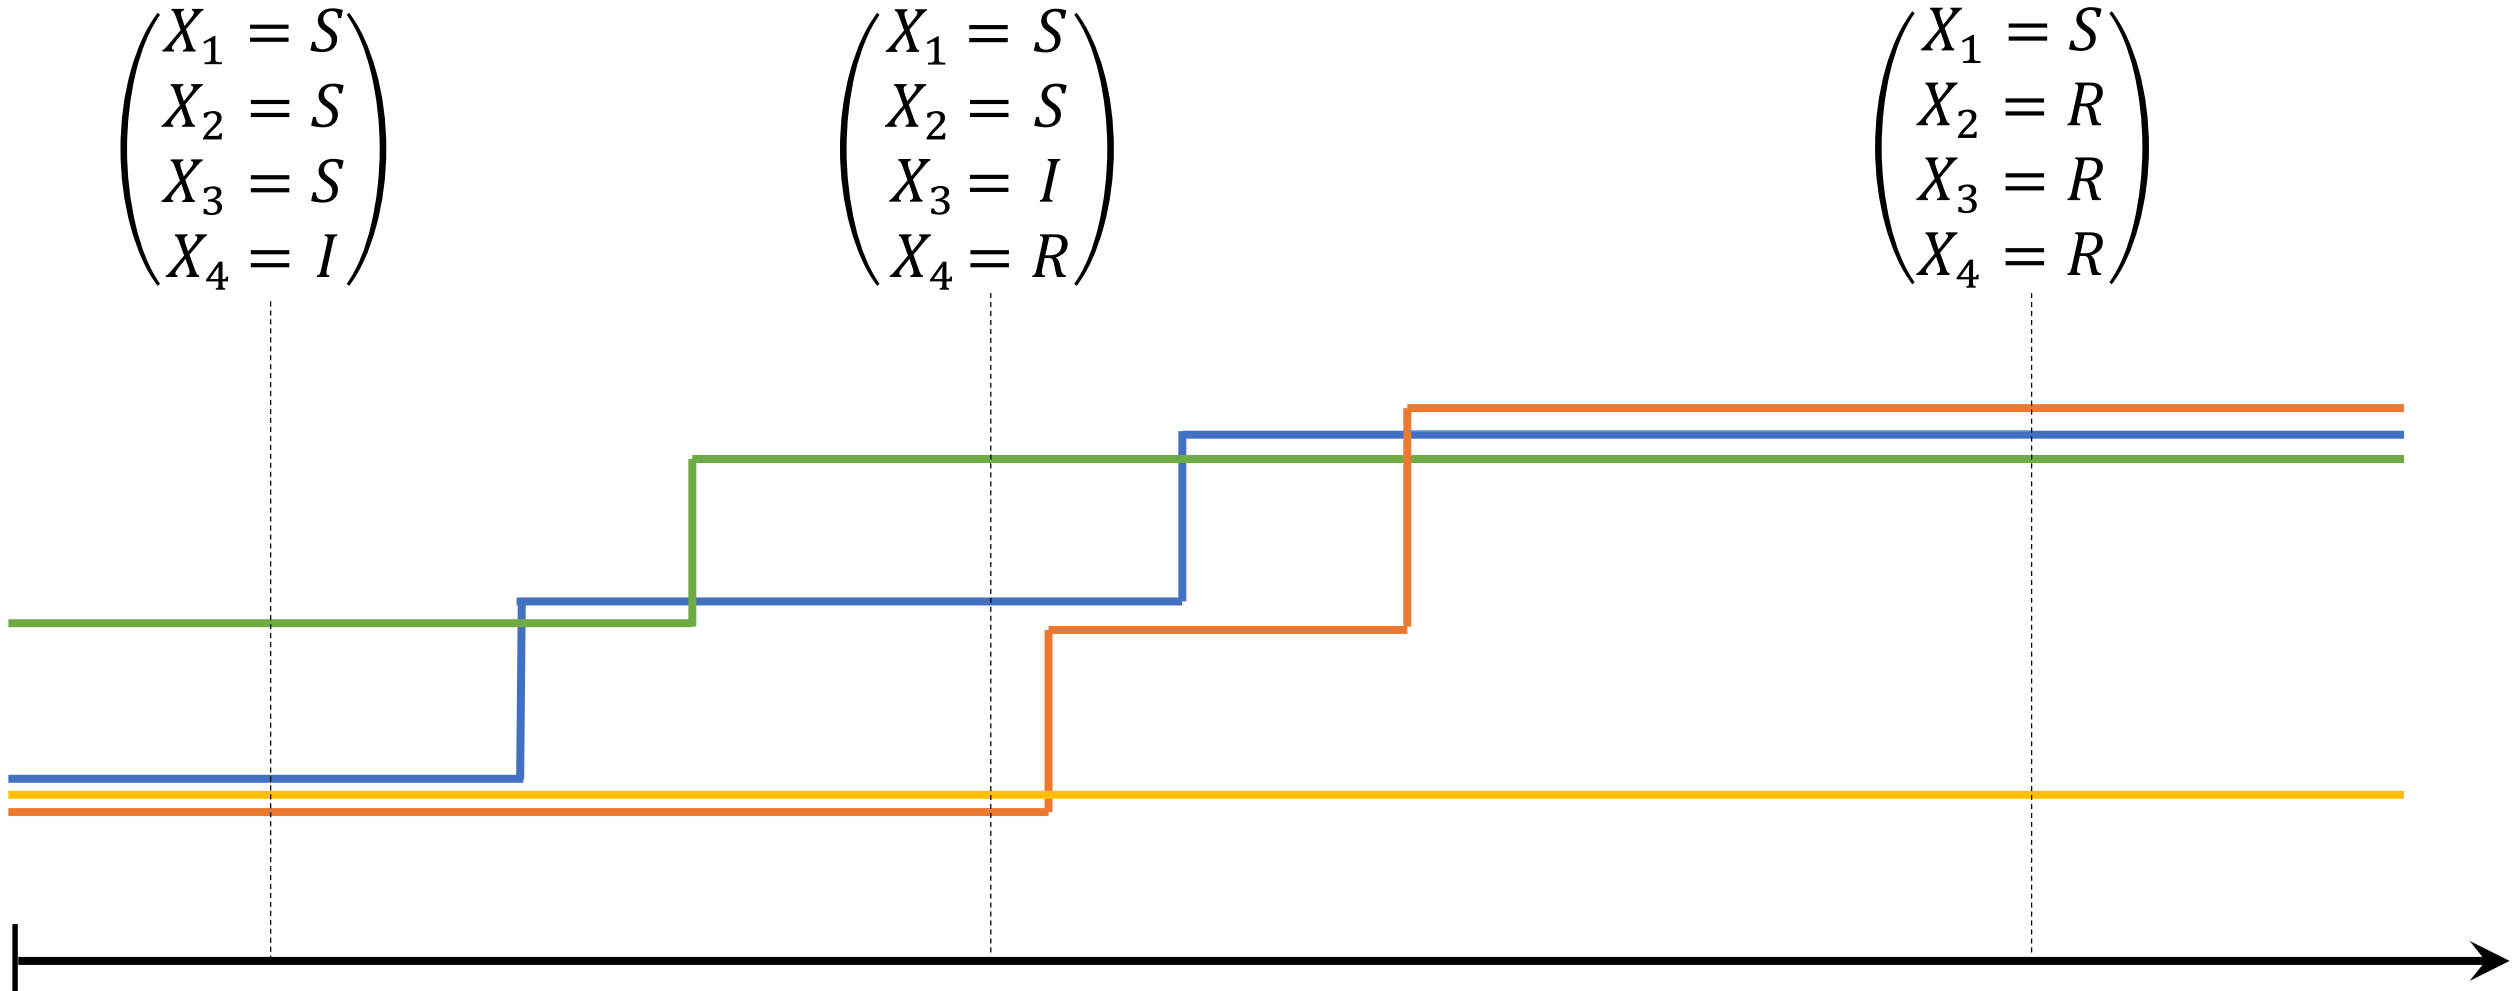 X₁ = S
X₂ = S
X₃ = S
X₄ = I
X₁ = S
X₂ = S
X₃ = I
X₄ = R
X₁ = S
X₂ = R
X₃ = R
X₄ = R